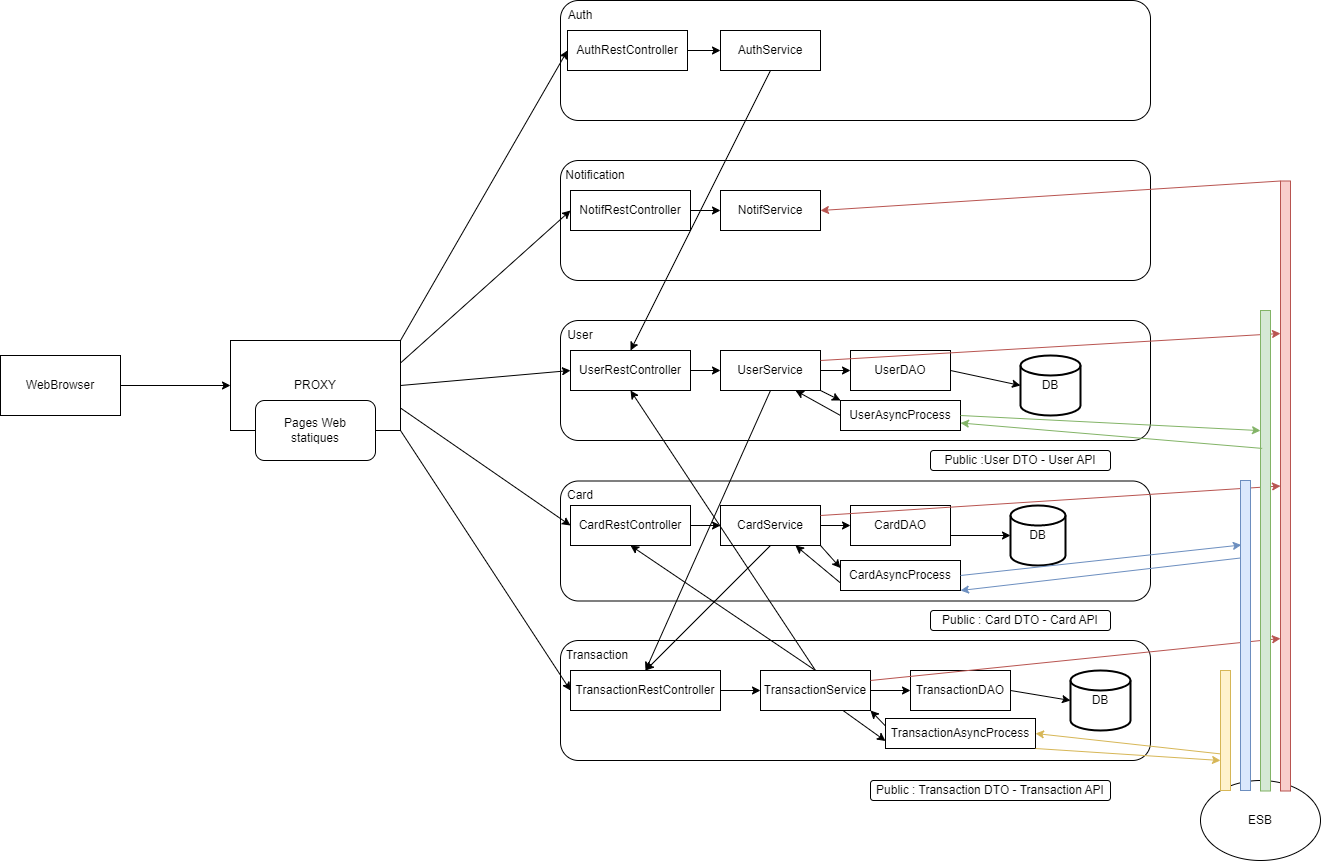 Auth
AuthRestController
AuthService
Notification
NotifRestController
NotifService
WebBrowser
PROXY
Pages Web
statiques
User
UserRestController
UserService
UserDAO
DB
UserAsyncProcess
Public :User DTO - User API
Card
CardRestController
CardService
CardDAO
DB
CardAsyncProcess
Public : Card DTO - Card API
Transaction
TransactionRestController
TransactionService
TransactionDAO
DB
TransactionAsyncProcess
Public : Transaction DTO - Transaction API
ESB